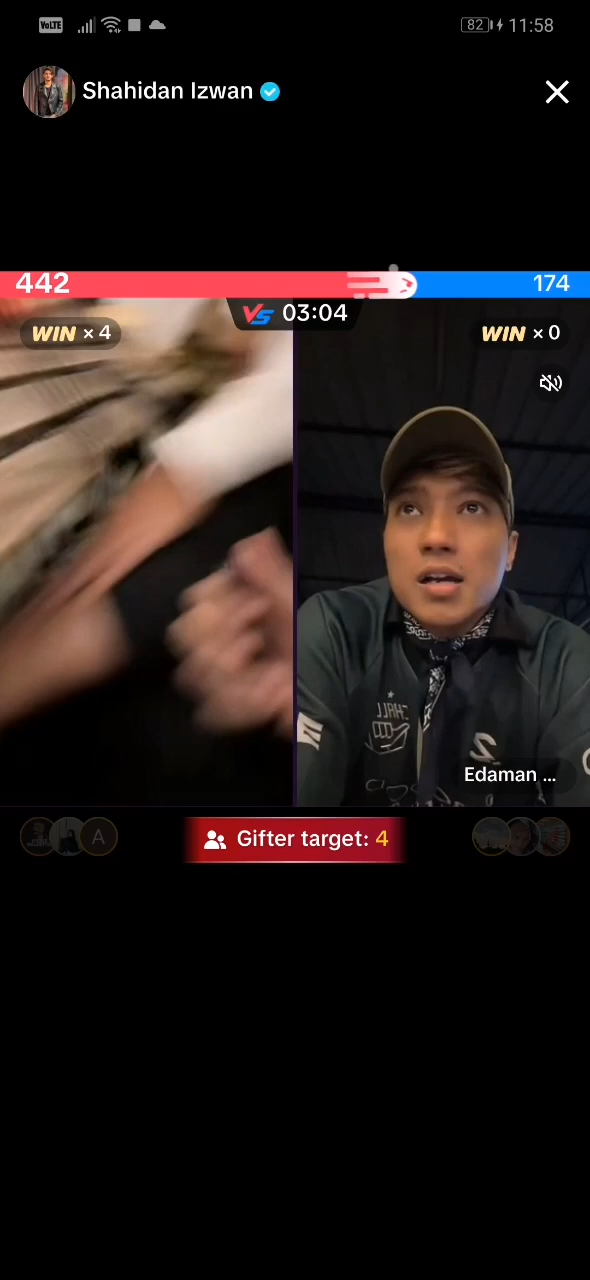 VoLTE
82
11:58
Shahidan Izwan
442
174
VS 03:04
WIN × 4
WIN × 0
Edaman ...
A
Gifter target: 4